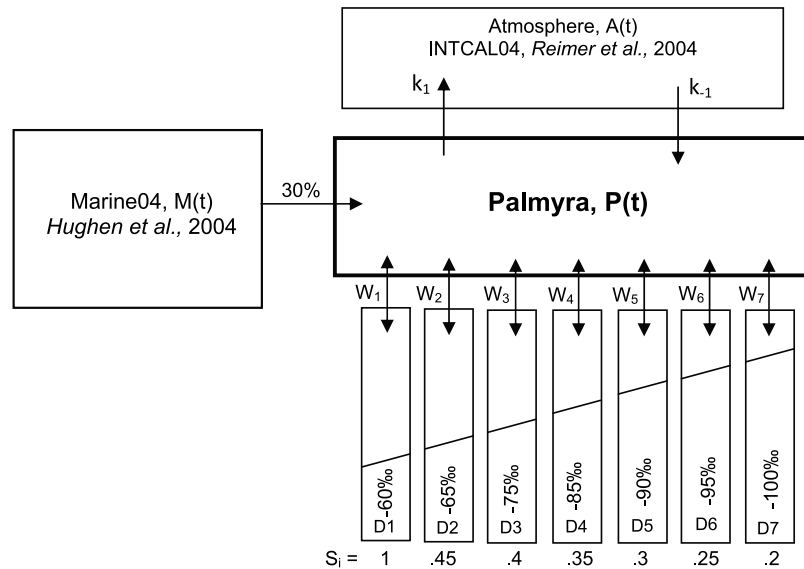 Atmosphere, A(t)
INTCAL04, Reimer et al., 2004
k₁
k₋₁
Marine04, M(t)
Hughen et al., 2004
30%
Palmyra, P(t)
W₁ W₂ W₃ W₄ W₅ W₆ W₇
-60‰ -65‰ -75‰ -85‰ -90‰ -95‰ -100‰
D1 D2 D3 D4 D5 D6 D7
Sᵢ = 1 .45 .4 .35 .3 .25 .2